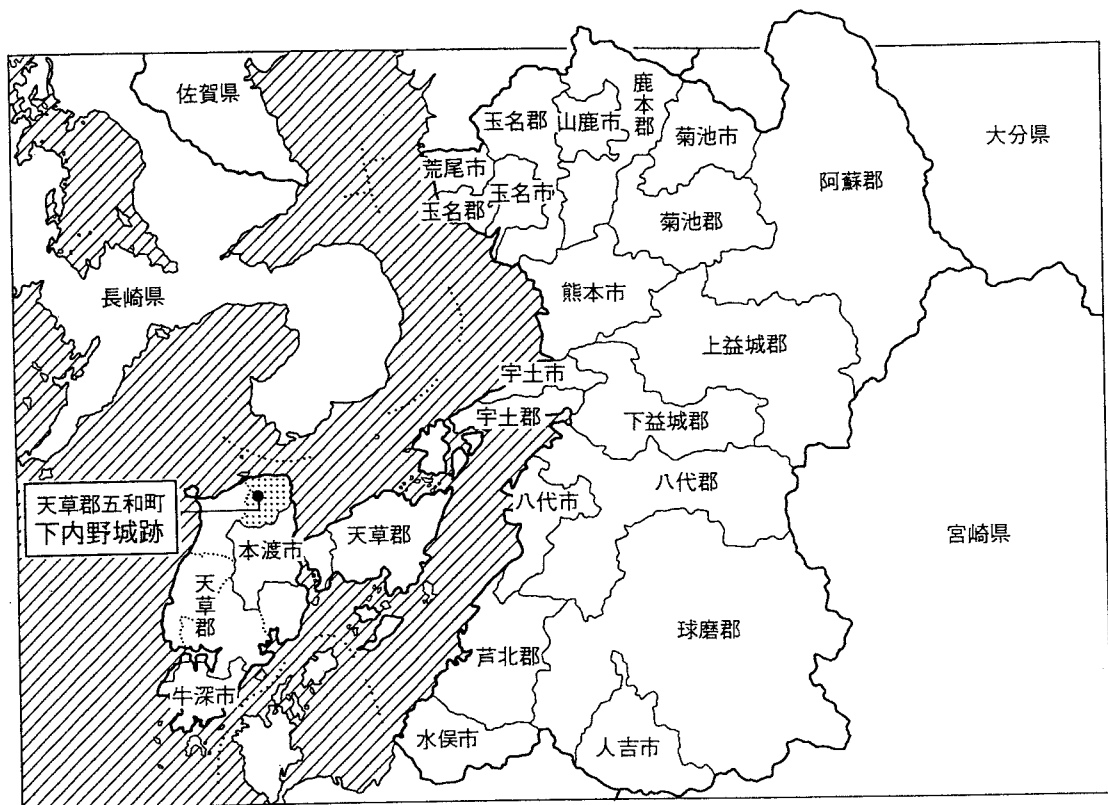 佐賀県
長崎県
大分県
宮崎県
玉名郡
山鹿市
鹿本郡
菊池市
荒尾市
玉名市
玉名郡
菊池郡
阿蘇郡
熊本市
上益城郡
宇土市
宇土郡
下益城郡
八代市
八代郡
天草郡五和町
下内野城跡
本渡市
天草郡
天草郡
牛深市
芦北郡
球磨郡
水俣市
人吉市